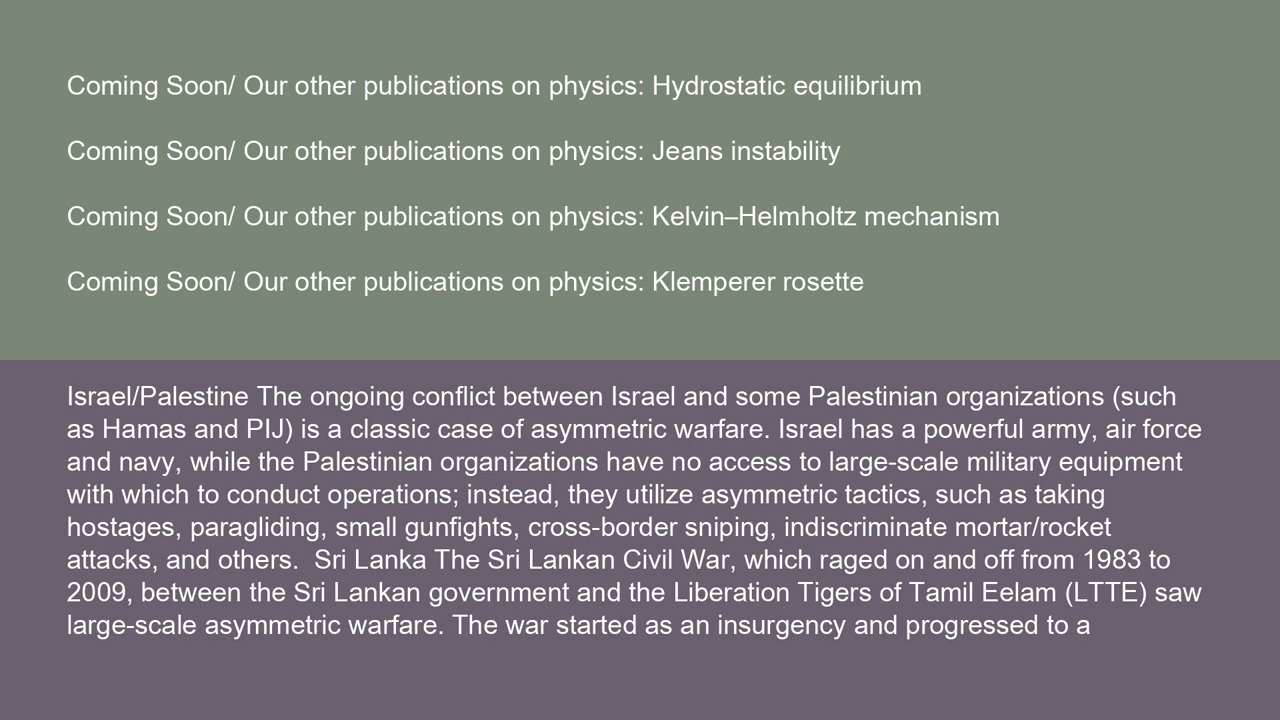 Coming Soon/ Our other publications on physics: Hydrostatic equilibrium
Coming Soon/ Our other publications on physics: Jeans instability
Coming Soon/ Our other publications on physics: Kelvin–Helmholtz mechanism
Coming Soon/ Our other publications on physics: Klemperer rosette
Israel/Palestine The ongoing conflict between Israel and some Palestinian organizations (such
as Hamas and PIJ) is a classic case of asymmetric warfare. Israel has a powerful army, air force
and navy, while the Palestinian organizations have no access to large-scale military equipment
with which to conduct operations; instead, they utilize asymmetric tactics, such as taking
hostages, paragliding, small gunfights, cross-border sniping, indiscriminate mortar/rocket
attacks, and others.  Sri Lanka The Sri Lankan Civil War, which raged on and off from 1983 to
2009, between the Sri Lankan government and the Liberation Tigers of Tamil Eelam (LTTE) saw
large-scale asymmetric warfare. The war started as an insurgency and progressed to a